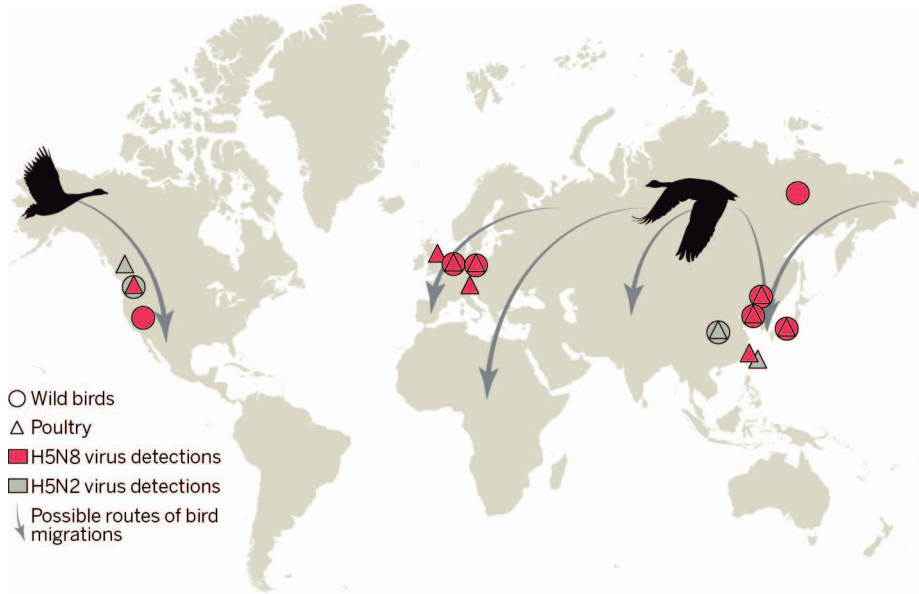 Wild birds
Poultry
H5N8 virus detections
H5N2 virus detections
Possible routes of bird
migrations